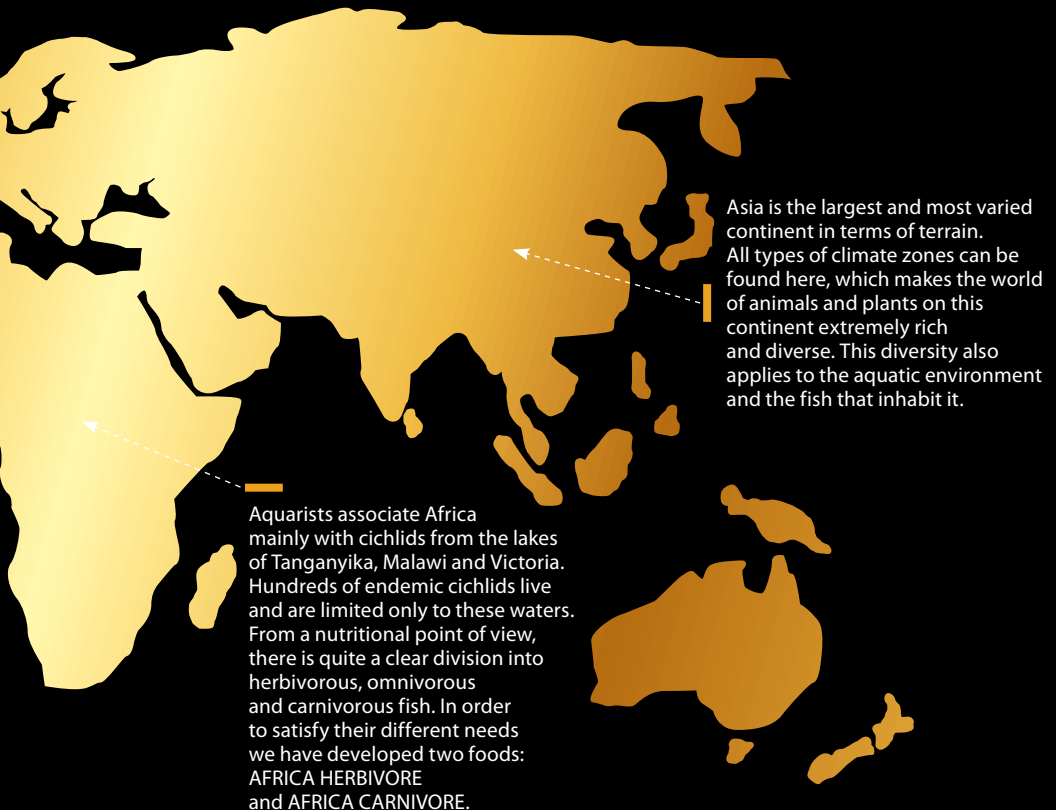 Asia is the largest and most varied
continent in terms of terrain.
All types of climate zones can be
found here, which makes the world
of animals and plants on this
continent extremely rich
and diverse. This diversity also
applies to the aquatic environment
and the fish that inhabit it.
Aquarists associate Africa
mainly with cichlids from the lakes
of Tanganyika, Malawi and Victoria.
Hundreds of endemic cichlids live
and are limited only to these waters.
From a nutritional point of view,
there is quite a clear division into
herbivorous, omnivorous
and carnivorous fish. In order
to satisfy their different needs
we have developed two foods:
AFRICA HERBIVORE
and AFRICA CARNIVORE.